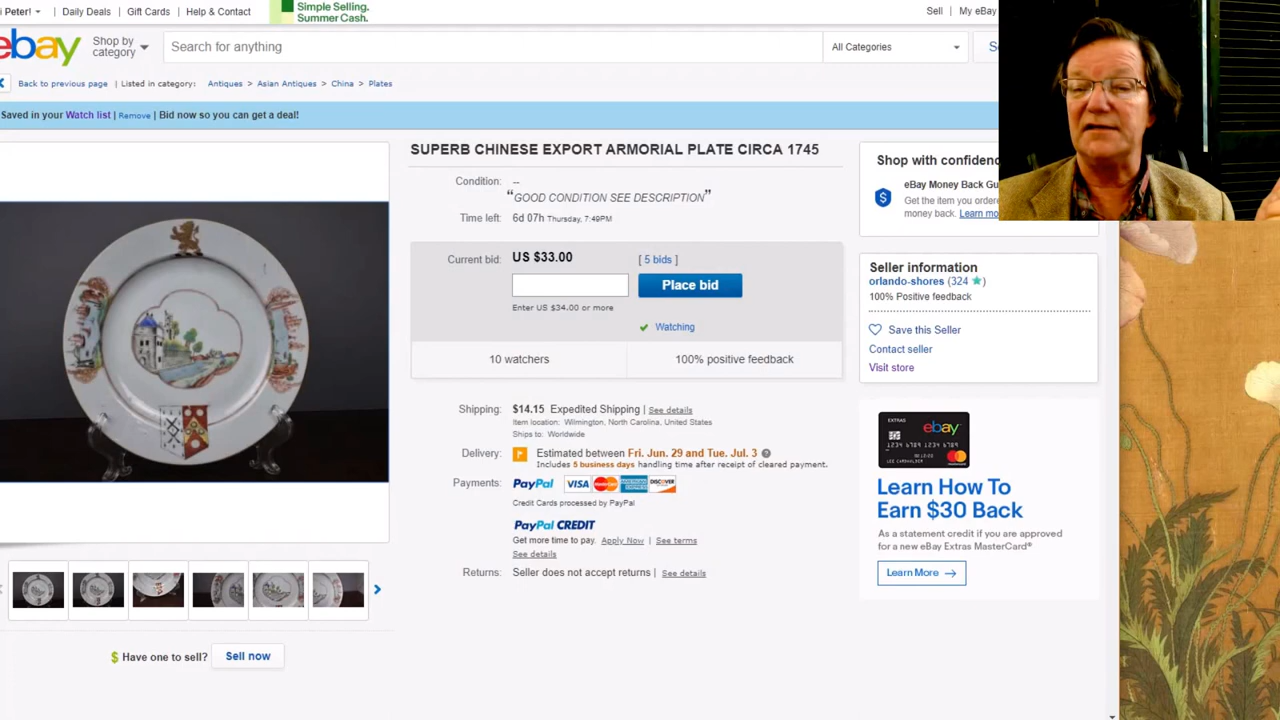 i Peter!
Daily Deals
Gift Cards
Help & Contact
Simple Selling.
Summer Cash.
Sell
My eBay
ebay
Shop by
category
Search for anything
All Categories
Back to previous page | Listed in category:
Antiques > Asian Antiques > China > Plates
Saved in your Watch list | Remove | Bid now so you can get a deal!
SUPERB CHINESE EXPORT ARMORIAL PLATE CIRCA 1745
Condition: --
“GOOD CONDITION SEE DESCRIPTION”
Time left: 6d 07h Thursday, 7:49PM
Current bid: US $33.00 [ 5 bids ]
Place bid
Enter US $34.00 or more
Watching
10 watchers
100% positive feedback
Shipping: $14.15 Expedited Shipping | See details
Item location: Wilmington, North Carolina, United States
Ships to: Worldwide
Delivery: Estimated between Fri. Jun. 29 and Tue. Jul. 3
Includes 5 business days handling time after receipt of cleared payment.
Payments: PayPal VISA MasterCard AMERICAN EXPRESS DISCOVER
Credit Cards processed by PayPal
PayPal CREDIT
Get more time to pay. Apply Now | See terms
See details
Returns: Seller does not accept returns | See details
$ Have one to sell? Sell now
Shop with confidenc
eBay Money Back Gu
Get the item you ordere
money back. Learn mo
Seller information
orlando-shores (324 ★)
100% Positive feedback
Save this Seller
Contact seller
Visit store
EXTRAS
ebay
Learn How To
Earn $30 Back
As a statement credit if you are approved
for a new eBay Extras MasterCard®
Learn More